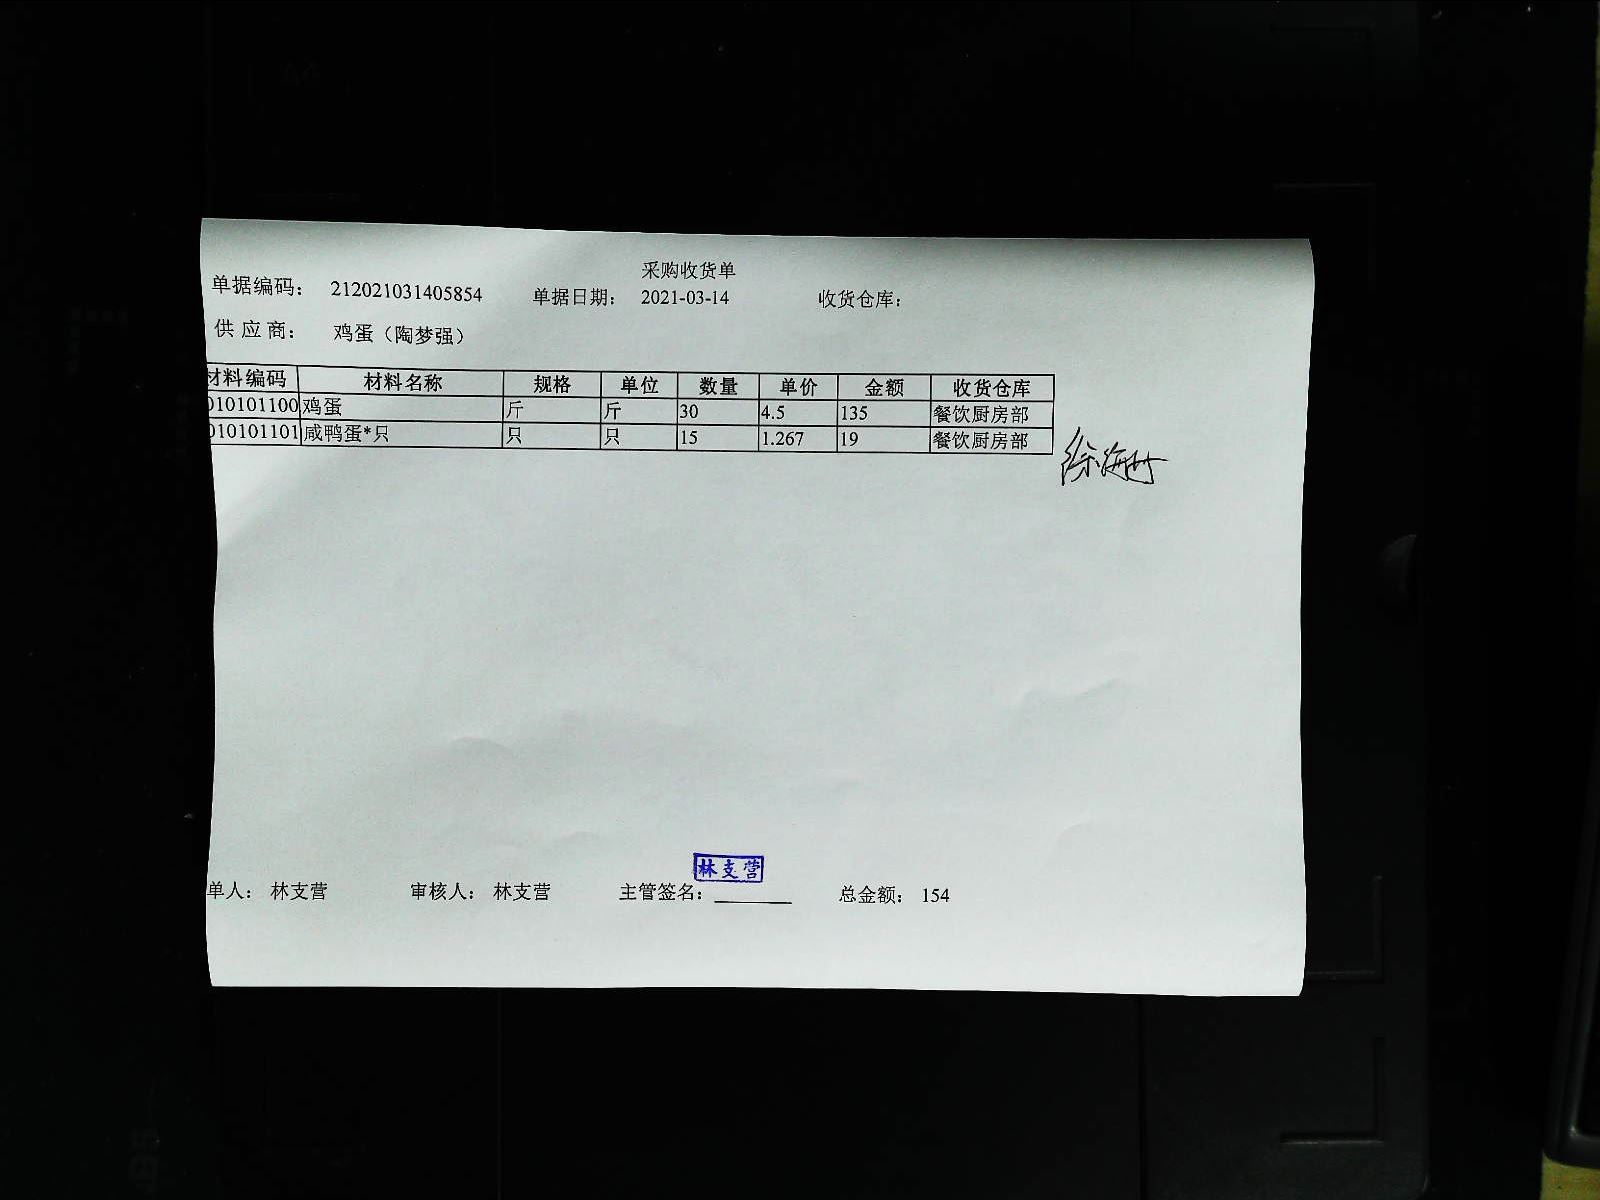 采购收货单
单据编码： 212021031405854 单据日期： 2021-03-14 收货仓库：
供 应 商： 鸡蛋（陶梦强）
材料编码 材料名称 规格 单位 数量 单价 金额 收货仓库
010101100 鸡蛋 斤 斤 30 4.5 135 餐饮厨房部
010101101 咸鸭蛋*只 只 只 15 1.267 19 餐饮厨房部
林支营
单人： 林支营 审核人： 林支营 主管签名： 总金额： 154